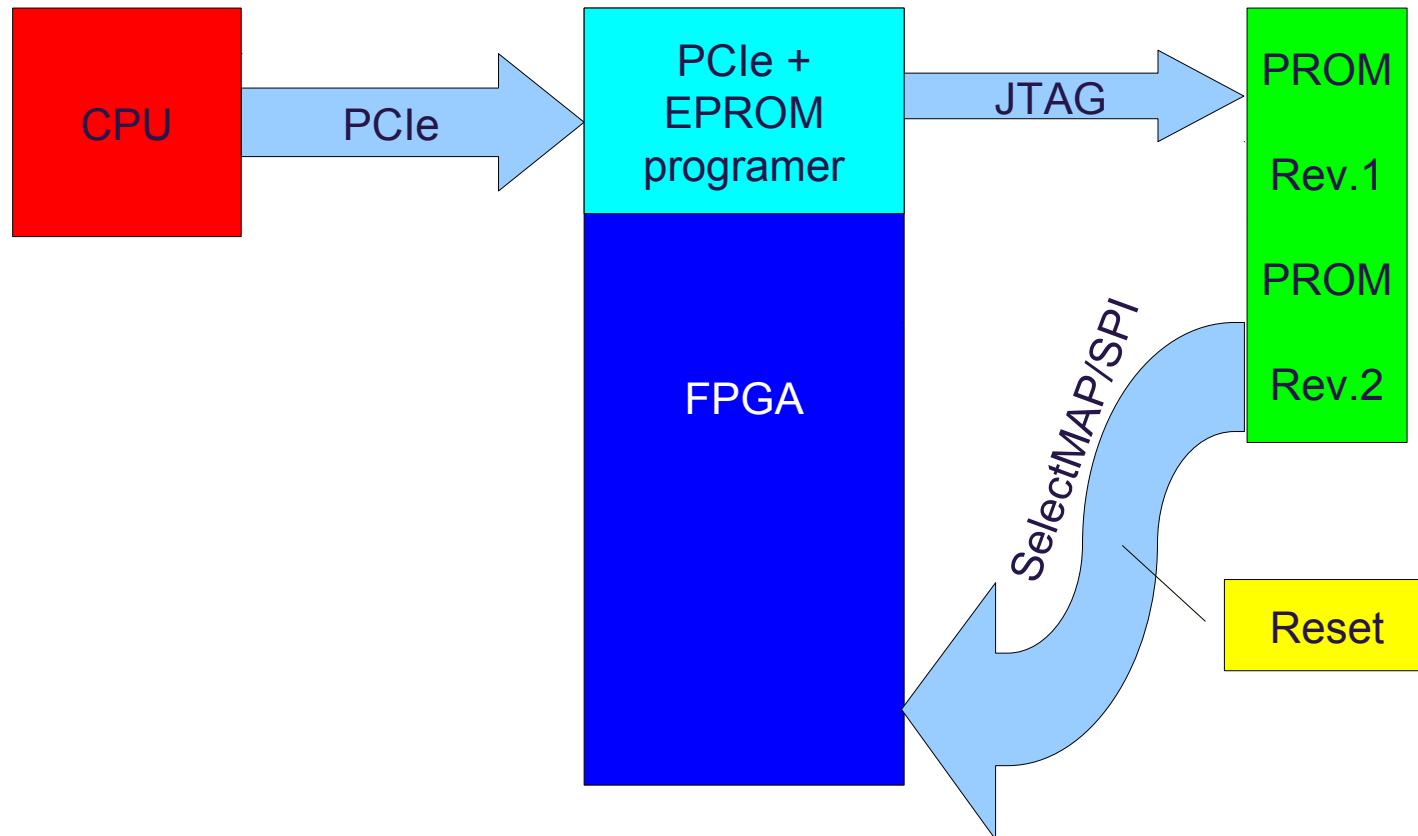 CPU
PCIe
PCIe +
EPROM
programer
JTAG
PROM
Rev.1
PROM
Rev.2
FPGA
SelectMAP/SPI
Reset